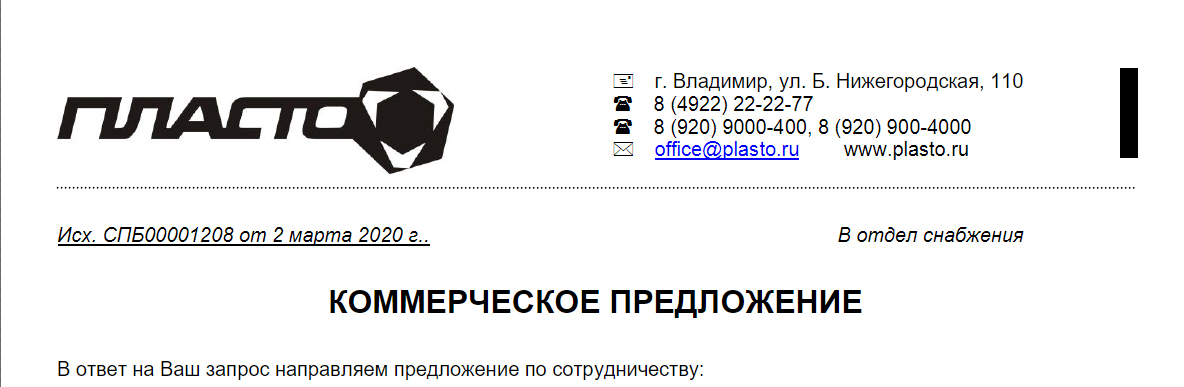 ПЛАСТО
г. Владимир, ул. Б. Нижегородская, 110
8 (4922) 22-22-77
8 (920) 9000-400, 8 (920) 900-4000
office@plasto.ru www.plasto.ru
Исх. СПБ00001208 от 2 марта 2020 г.. В отдел снабжения
КОММЕРЧЕСКОЕ ПРЕДЛОЖЕНИЕ
В ответ на Ваш запрос направляем предложение по сотрудничеству: